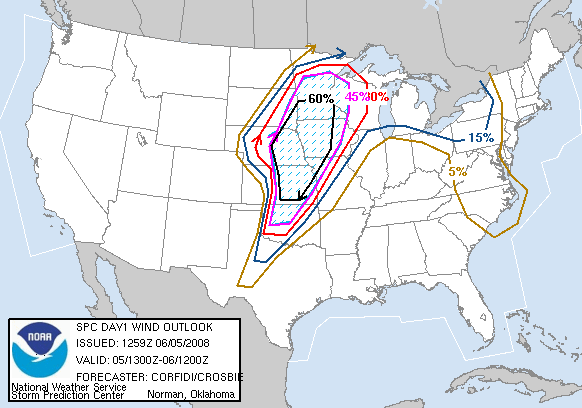 60%
45%
30%
15%
5%
NOAA
SPC DAY1 WIND OUTLOOK
ISSUED: 1259Z 06/05/2008
VALID: 05/1300Z-06/1200Z
FORECASTER: CORFIDI/CROSBIE
National Weather Service
Storm Prediction Center Norman, Oklahoma